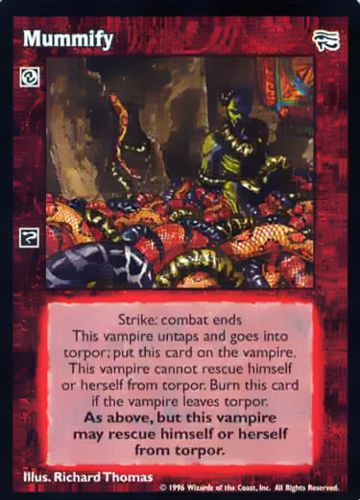 Mummify
Strike: combat ends
This vampire untaps and goes into
torpor; put this card on the vampire.
This vampire cannot rescue himself
or herself from torpor. Burn this card
if the vampire leaves torpor.
As above, but this vampire
may rescue himself or herself
from torpor.
Illus. Richard Thomas
© 1996 Wizards of the Coast, Inc. All Rights Reserved.